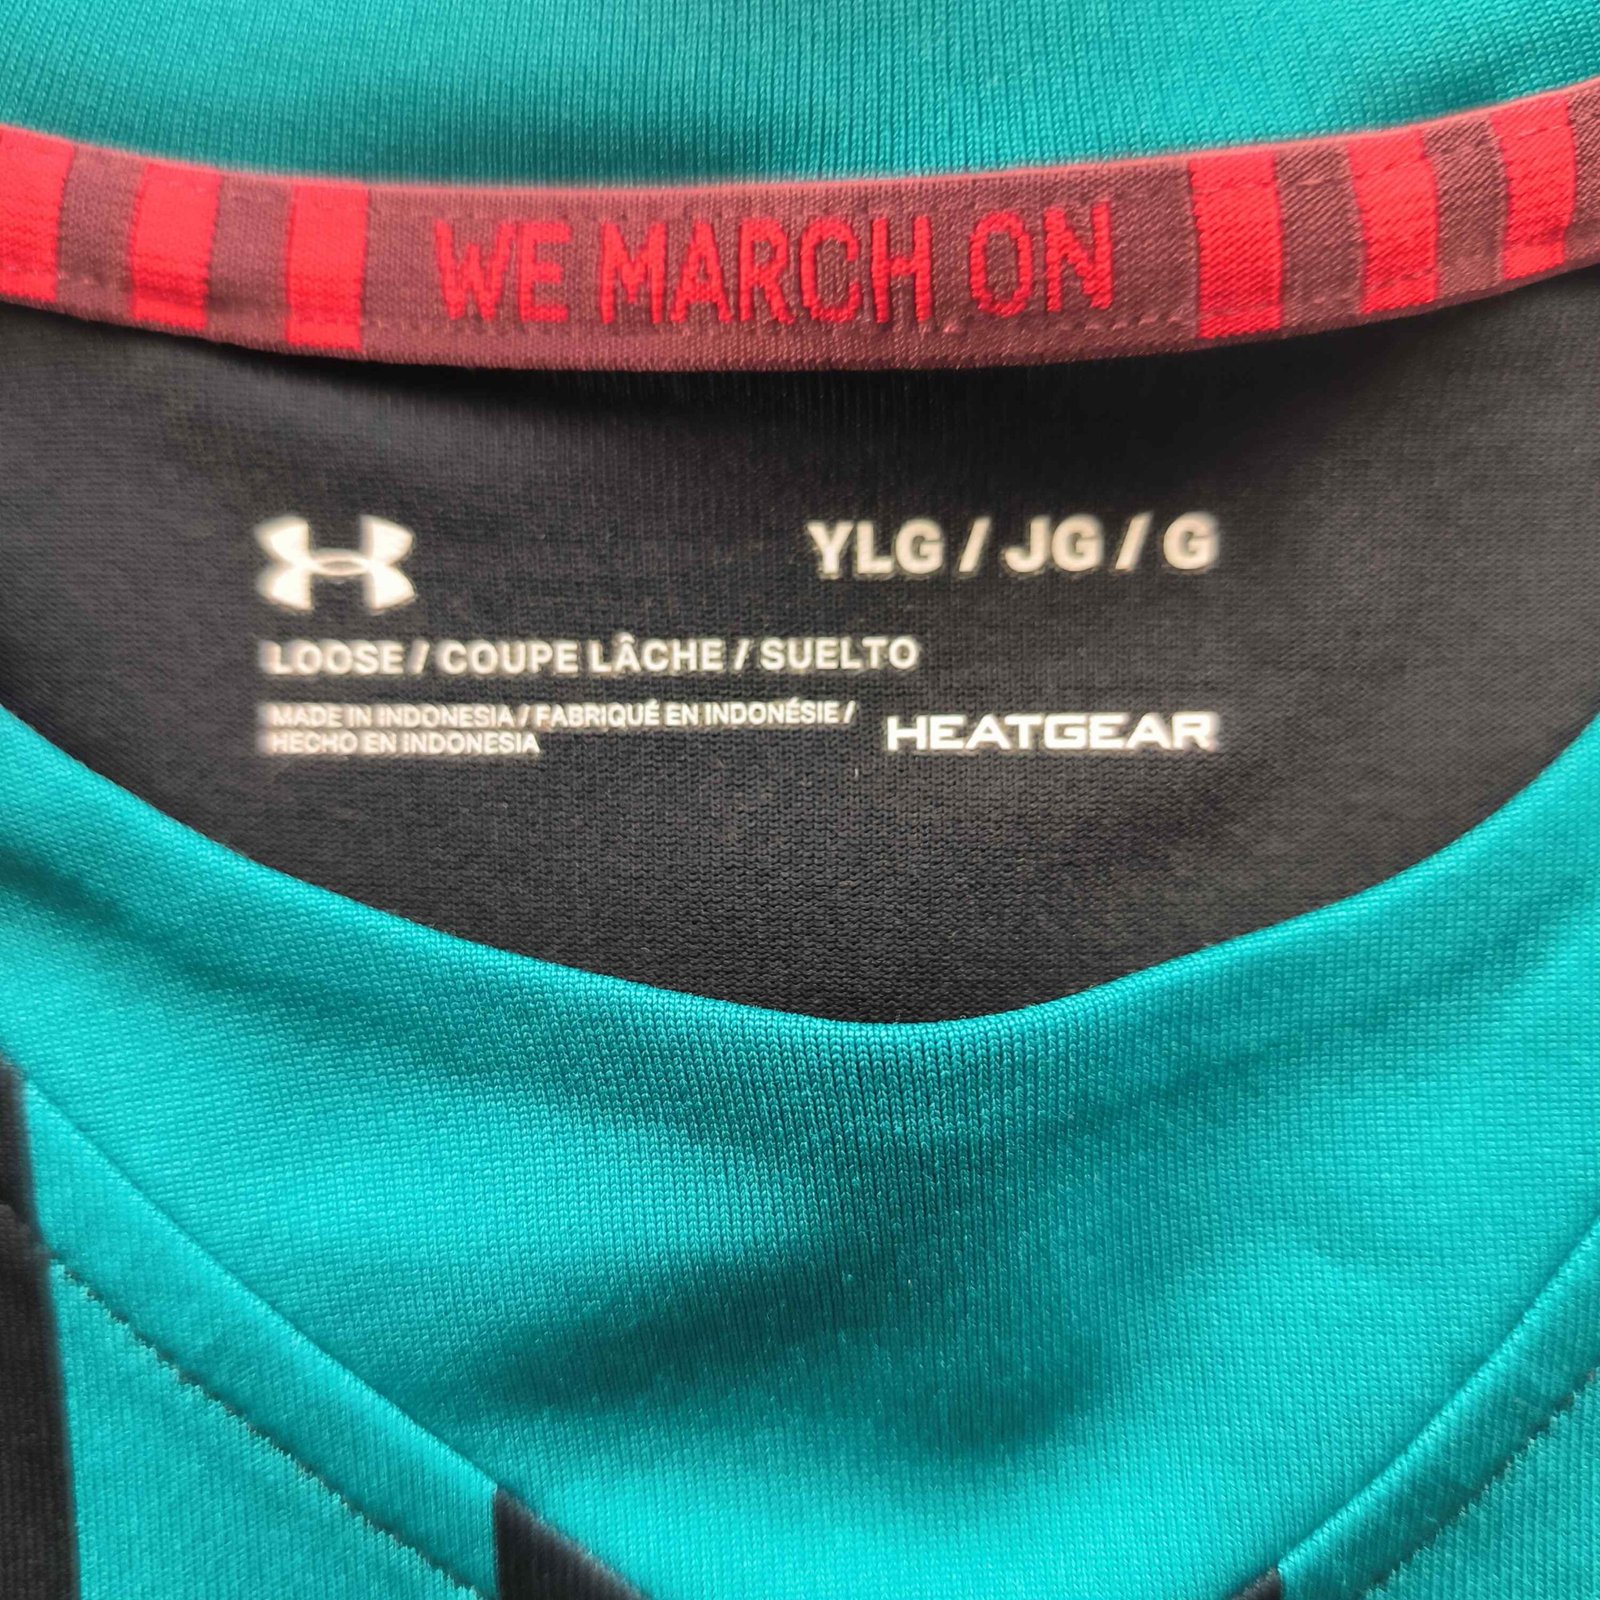 WE MARCH ON
YLG / JG / G
LOOSE / COUPE LÂCHE / SUELTO
MADE IN INDONESIA / FABRIQUÉ EN INDONÉSIE /
HECHO EN INDONESIA
HEATGEAR